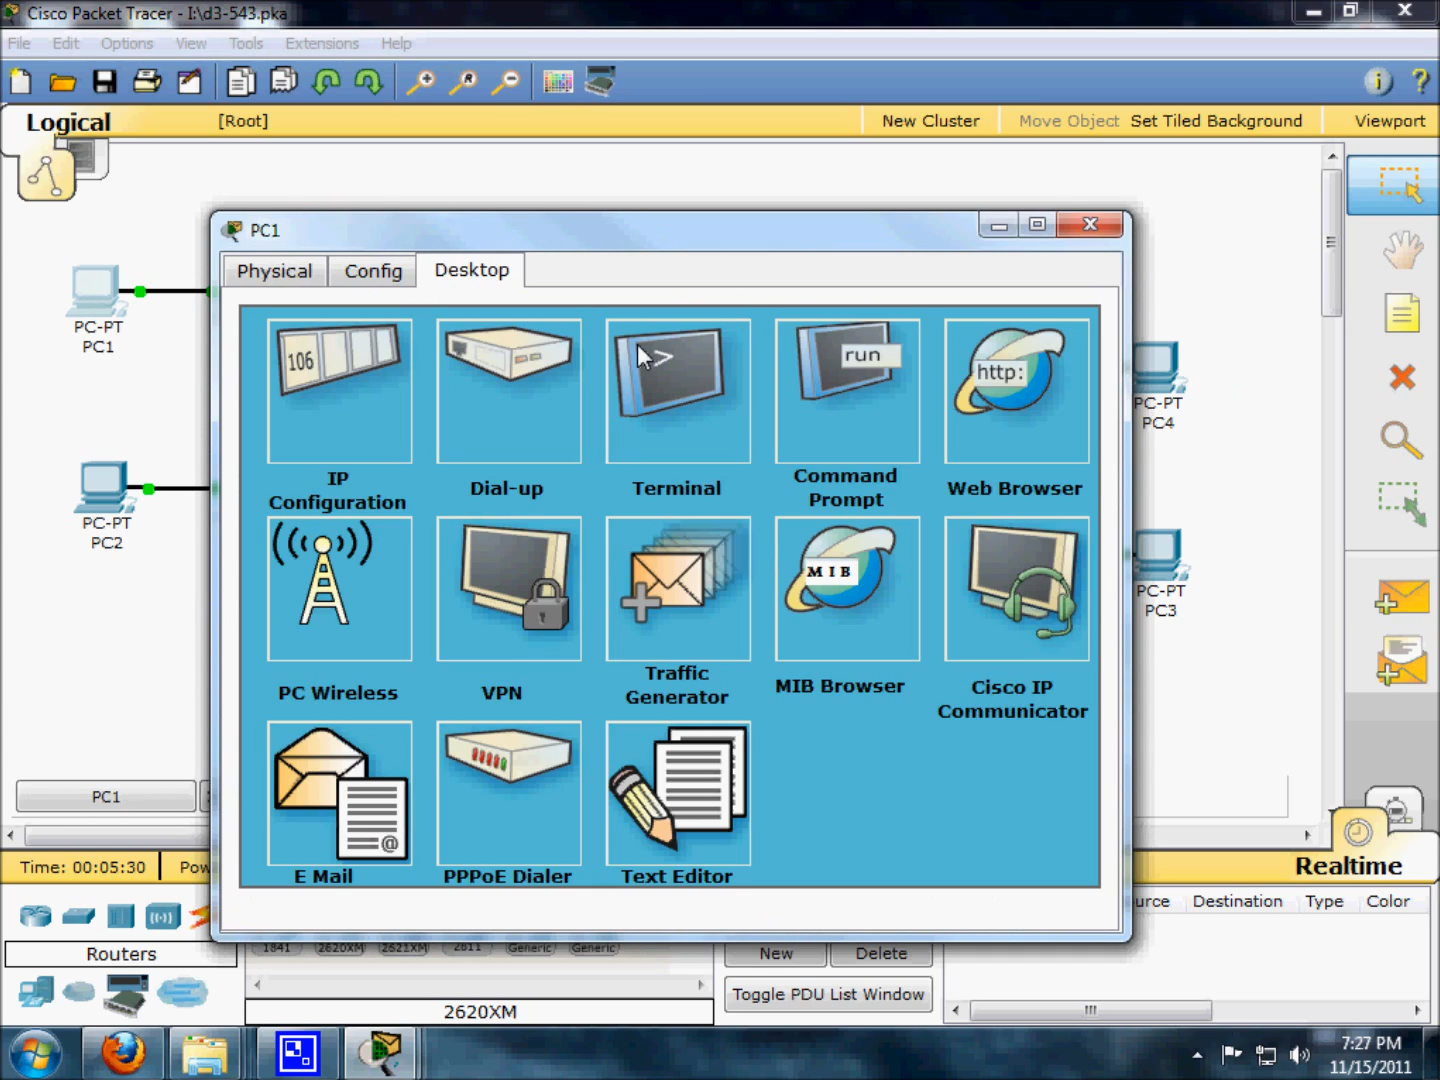 Cisco Packet Tracer - I:\d3-543.pka
File Edit Options View Tools Extensions Help
Logical [Root] New Cluster Move Object Set Tiled Background Viewport
PC1
Physical Config Desktop
106
>
run
http:
IP Configuration
Dial-up
Terminal
Command Prompt
Web Browser
MIB
PC Wireless
VPN
Traffic Generator
MIB Browser
Cisco IP Communicator
@
E Mail
PPPoE Dialer
Text Editor
PC-PT
PC1
PC-PT
PC2
PC-PT
PC4
PC-PT
PC3
PC1
Time: 00:05:30
Realtime
Destination Type Color
Routers
1841 2620XM 2621XM 2811 Generic Generic
2620XM
New Delete
Toggle PDU List Window
7:27 PM
11/15/2011